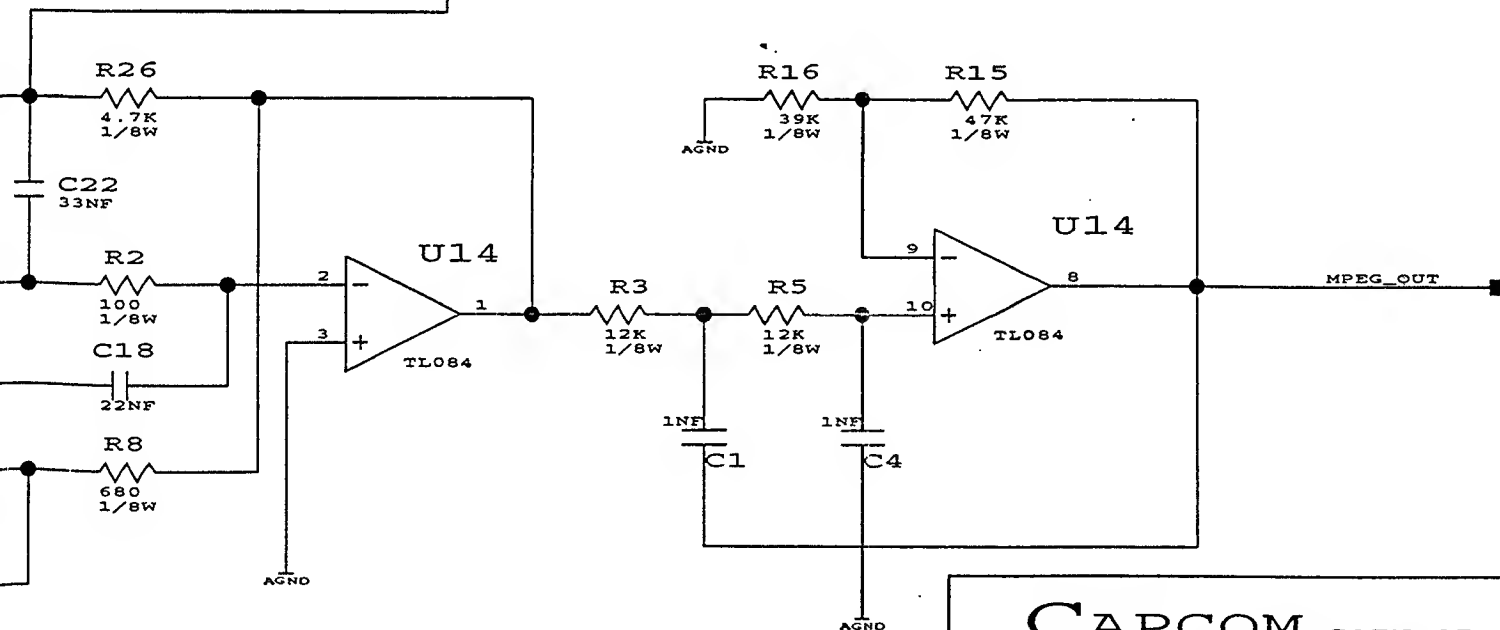 R26
4.7K
1/8W
C22
33NF
R2
100
1/8W
C18
22NF
R8
680
1/8W
U14
2
3
1
− 
+
TL084
AGND
R3
12K
1/8W
R5
12K
1/8W
1NF
C1
1NF
C4
AGND
R16
39K
1/8W
AGND
R15
47K
1/8W
U14
9
10
8
−
+
TL084
MPEG_OUT
CAPCOM